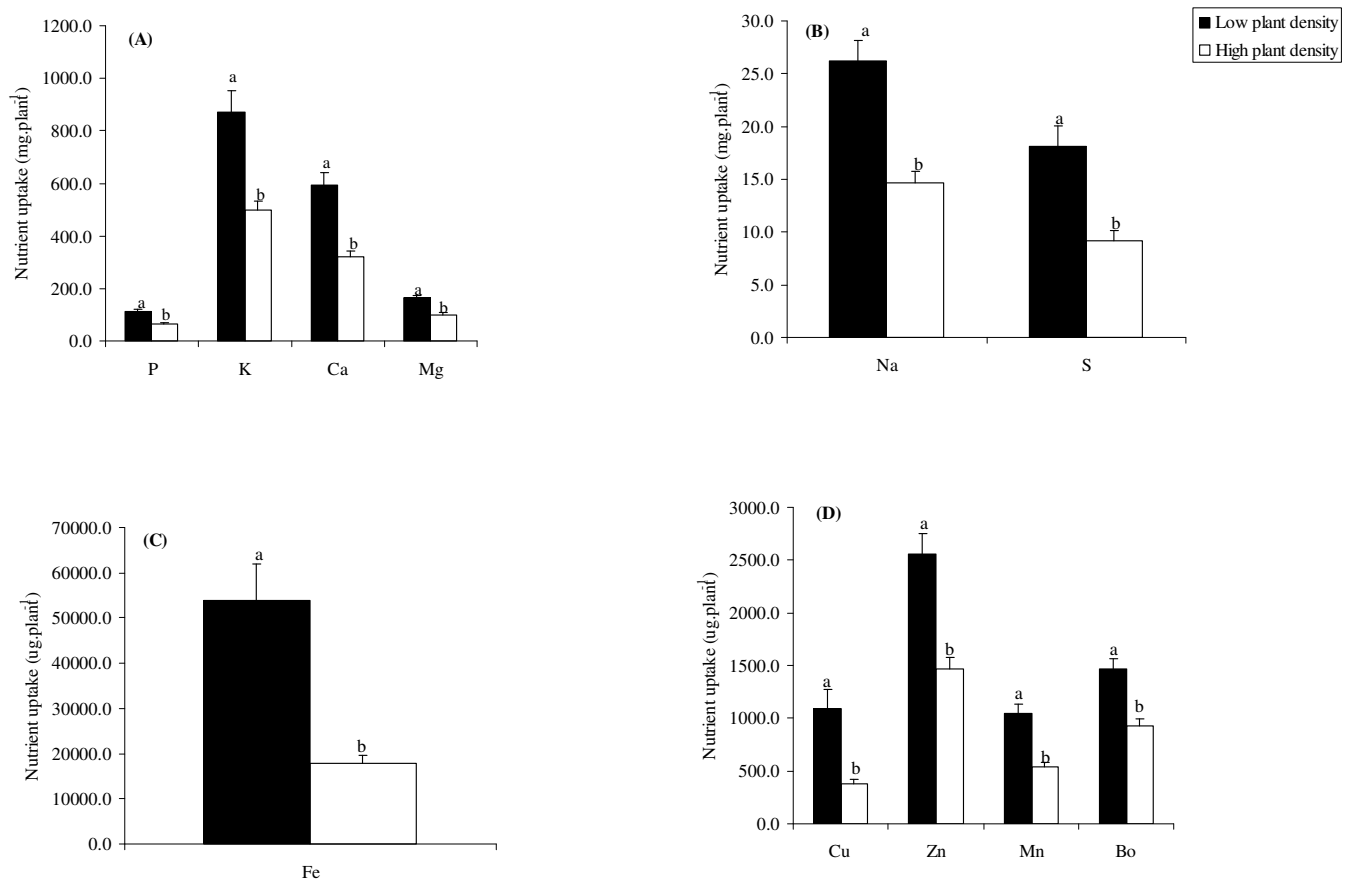 (A)
Nutrient uptake (mg.plant-1)
1200.0
1000.0
800.0
600.0
400.0
200.0
0.0
a
b
a
b
a
b
a
b
P K Ca Mg
(B)
Nutrient uptake (mg.plant-1)
30.0
25.0
20.0
15.0
10.0
5.0
0.0
a
b
a
b
Na S
Low plant density
High plant density
(C)
Nutrient uptake (ug.plant-1)
70000.0
60000.0
50000.0
40000.0
30000.0
20000.0
10000.0
0.0
a
b
Fe
(D)
Nutrient uptake (ug.plant-1)
3000.0
2500.0
2000.0
1500.0
1000.0
500.0
0.0
a
b
a
b
a
b
a
b
Cu Zn Mn Bo